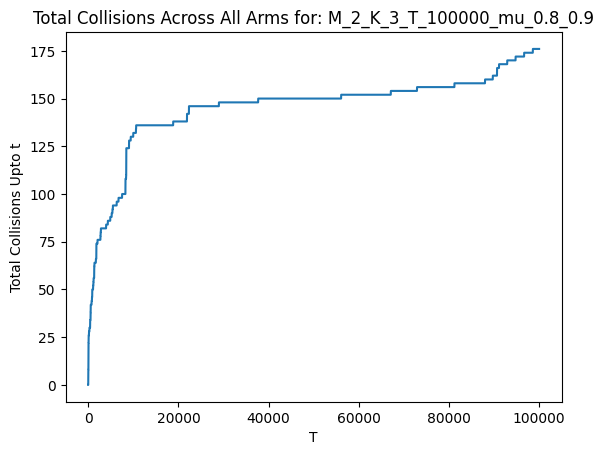 Total Collisions Across All Arms for: M_2_K_3_T_100000_mu_0.8_0.9
Total Collisions Upto t
175
150
125
100
75
50
25
0
0 20000 40000 60000 80000 100000
T